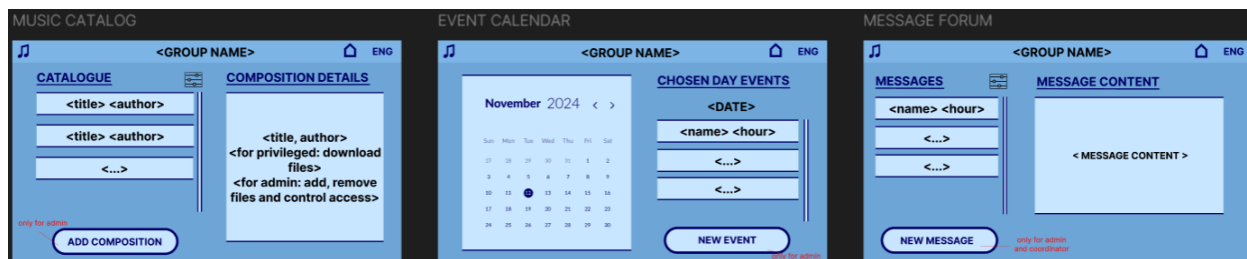 MUSIC CATALOG
<GROUP NAME>
ENG
CATALOGUE
<title> <author>
<title> <author>
<...>
only for admin
ADD COMPOSITION
COMPOSITION DETAILS
<title, author>
<for privileged: download
files>
<for admin: add, remove
files and control access>
EVENT CALENDAR
<GROUP NAME>
ENG
November 2024 < >
Sun Mon Tue Wed Thu Fri Sat
27 28 29 30 31 1 2
3 4 5 6 7 8 9
10 11 12 13 14 15 16
17 18 19 20 21 22 23
24 25 26 27 28 29 30
CHOSEN DAY EVENTS
<DATE>
<name> <hour>
<...>
<...>
NEW EVENT
only for admin
MESSAGE FORUM
<GROUP NAME>
ENG
MESSAGES
<name> <hour>
<...>
<...>
NEW MESSAGE
only for admin
and coordinator
MESSAGE CONTENT
< MESSAGE CONTENT >